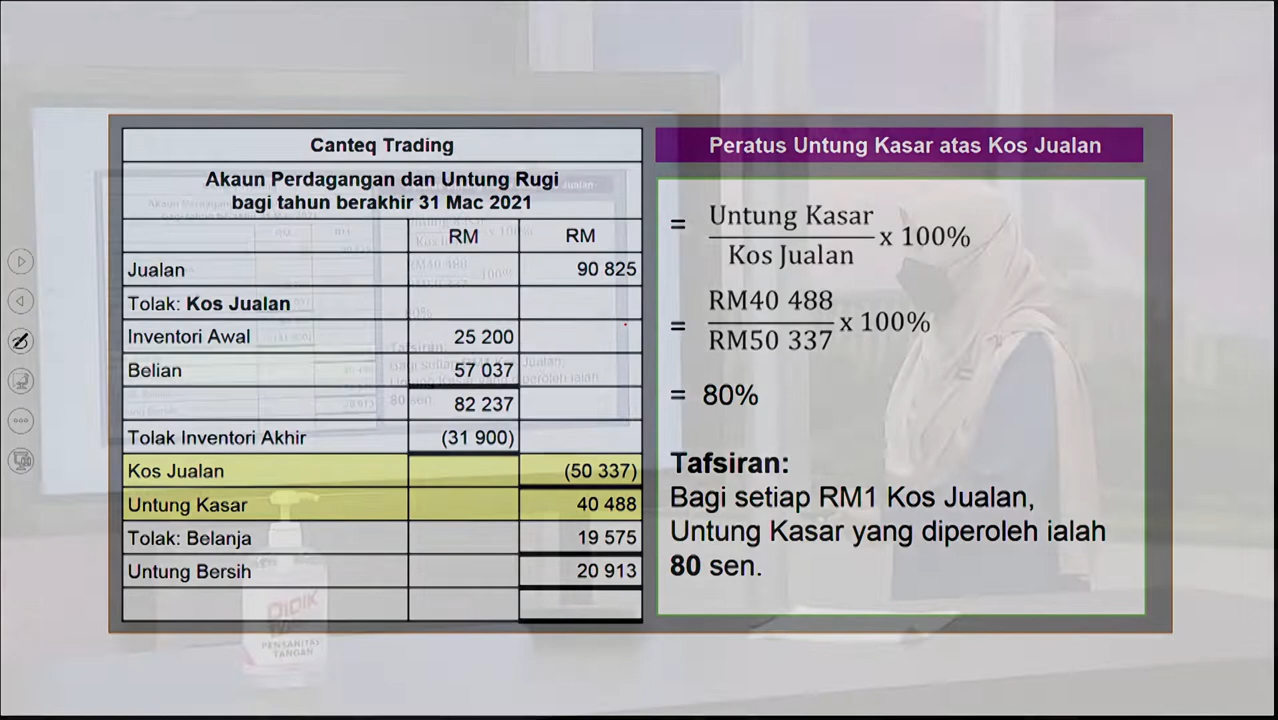 Canteq Trading
Akaun Perdagangan dan Untung Rugi
bagi tahun berakhir 31 Mac 2021
RM RM
Jualan 90 825
Tolak: Kos Jualan
Inventori Awal 25 200
Belian 57 037
82 237
Tolak Inventori Akhir (31 900)
Kos Jualan (50 337)
Untung Kasar 40 488
Tolak: Belanja 19 575
Untung Bersih 20 913
Peratus Untung Kasar atas Kos Jualan
= Untung Kasar
Kos Jualan
x 100%
= RM40 488
RM50 337
x 100%
= 80%
Tafsiran:
Bagi setiap RM1 Kos Jualan,
Untung Kasar yang diperoleh ialah
80 sen.
DIDIK
PENSANITASI
TANGAN